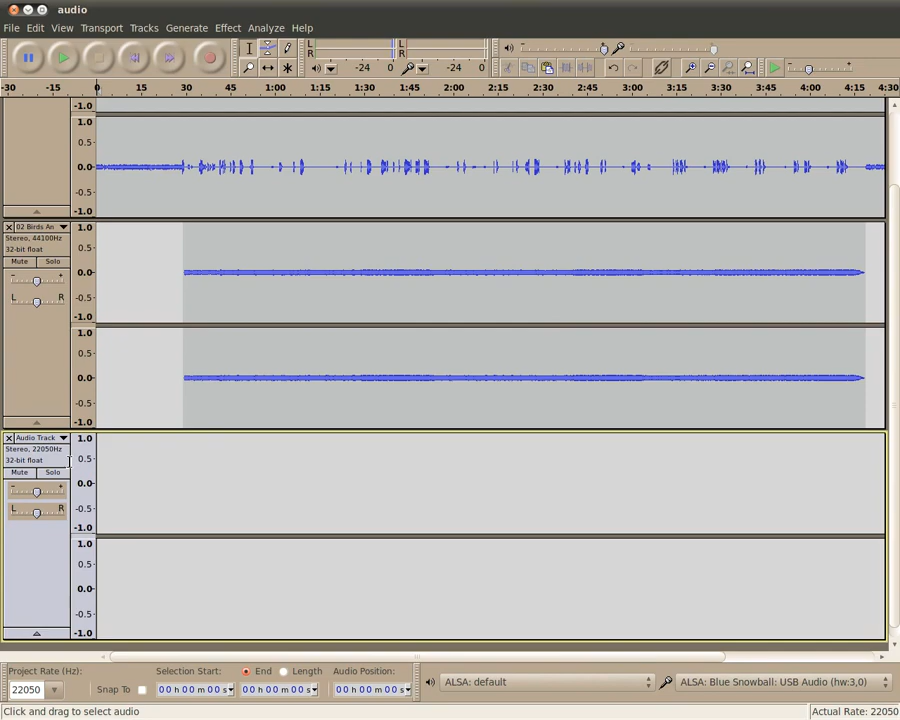 audio
File Edit View Transport Tracks Generate Effect Analyze Help
L L
R R
-24 0 -24 0
-30 -15 0 15 30 45 1:00 1:15 1:30 1:45 2:00 2:15 2:30 2:45 3:00 3:15 3:30 3:45 4:00 4:15 4:30
-1.0
1.0
0.5
0.0
-0.5
-1.0
02 Birds An 1.0
Stereo, 44100Hz
32-bit float
0.5
Mute Solo
- +
0.0
L R
-0.5
-1.0
1.0
0.5
0.0
-0.5
-1.0
Audio Track 1.0
Stereo, 22050Hz
32-bit float
0.5
Mute Solo
- +
0.0
L R
-0.5
-1.0
1.0
0.5
0.0
-0.5
-1.0
Project Rate (Hz): Selection Start: End Length Audio Position:
22050 Snap To 00 h 00 m 00 s 00 h 00 m 00 s 00 h 00 m 00 s
ALSA: default ALSA: Blue Snowball: USB Audio (hw:3,0)
Click and drag to select audio Actual Rate: 22050